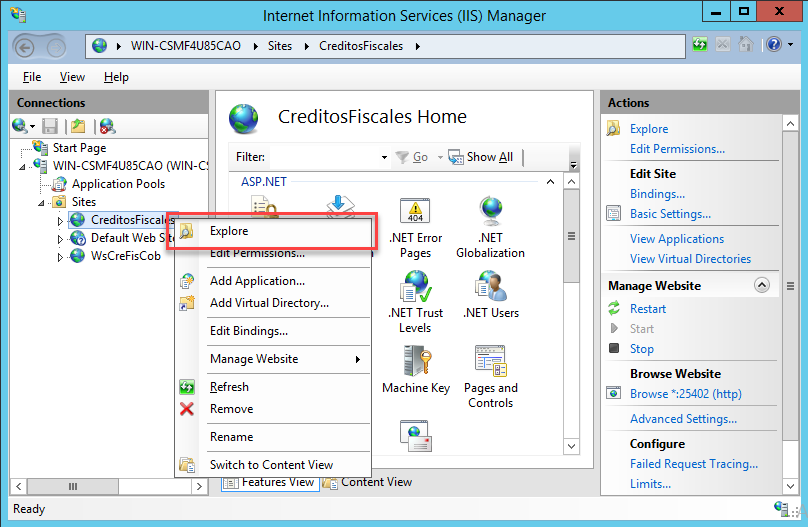 Internet Information Services (IIS) Manager
WIN-CSMF4U85CAO
Sites
CreditosFiscales
File
View
Help
Connections
Start Page
WIN-CSMF4U85CAO (WIN-CS
Application Pools
Sites
CreditosFiscales
Default Web Site
WsCreFisCob
Explore
Edit Permissions...
Add Application...
Add Virtual Directory...
Edit Bindings...
Manage Website
Refresh
Remove
Rename
Switch to Content View
CreditosFiscales Home
Filter:
Go
Show All
ASP.NET
404
.NET Error
Pages
.NET
Globalization
.NET Trust
Levels
.NET Users
Machine Key
Pages and
Controls
Features View
Content View
Actions
Explore
Edit Permissions...
Edit Site
Bindings...
Basic Settings...
View Applications
View Virtual Directories
Manage Website
Restart
Start
Stop
Browse Website
Browse *:25402 (http)
Advanced Settings...
Configure
Failed Request Tracing...
Limits...
Ready